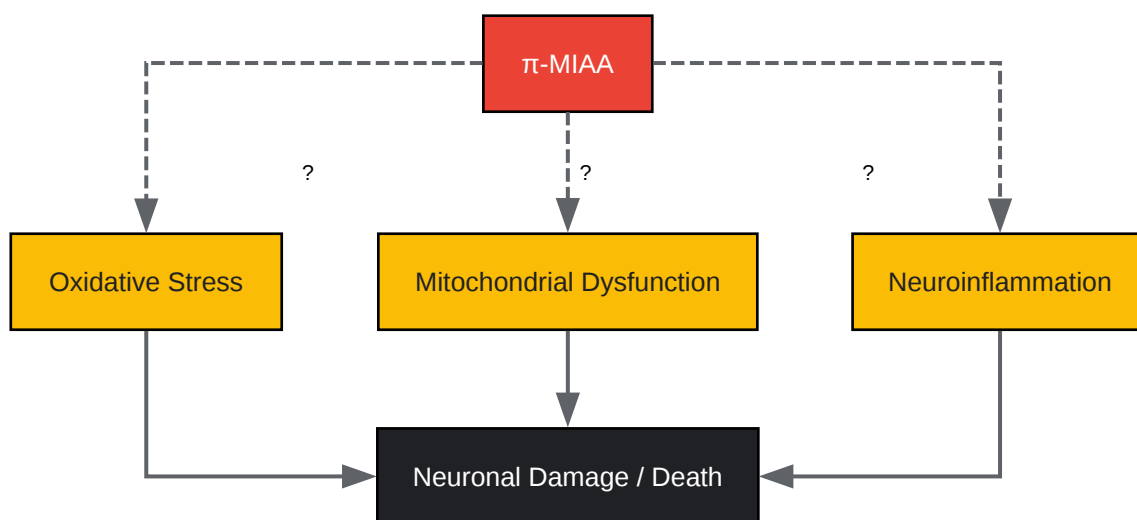 π-MIAA
?
?
?
Oxidative Stress
Mitochondrial Dysfunction
Neuroinflammation
Neuronal Damage / Death